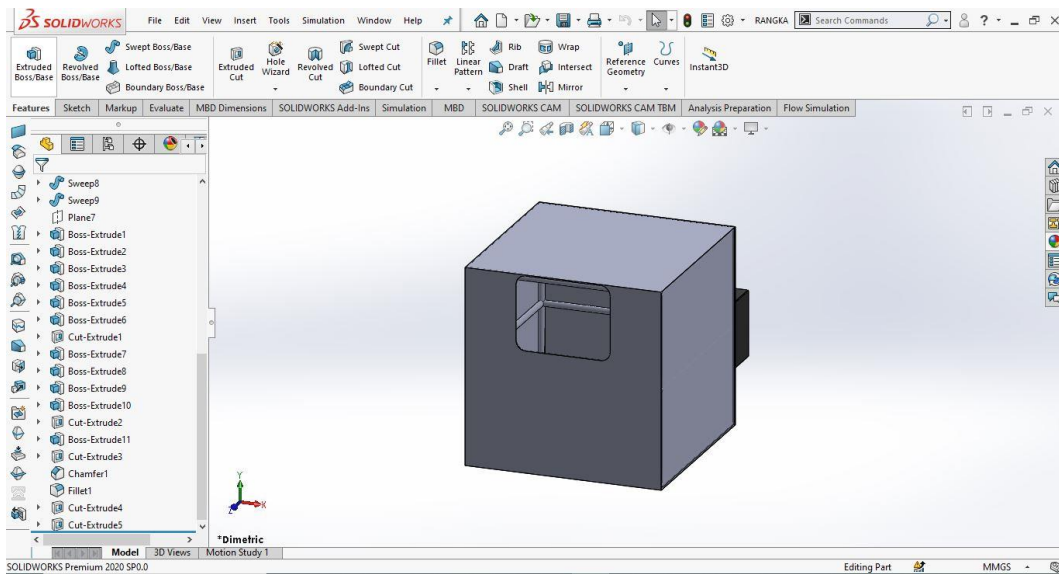 SOLIDWORKS File Edit View Insert Tools Simulation Window Help RANGKA Search Commands
Extruded Boss/Base
Revolved Boss/Base
Swept Boss/Base
Lofted Boss/Base
Boundary Boss/Base
Extruded Cut
Hole Wizard
Revolved Cut
Swept Cut
Lofted Cut
Boundary Cut
Fillet
Linear Pattern
Rib
Draft
Shell
Wrap
Intersect
Mirror
Reference Geometry
Curves
Instant3D
Features Sketch Markup Evaluate MBD Dimensions SOLIDWORKS Add-Ins Simulation MBD SOLIDWORKS CAM SOLIDWORKS CAM TBM Analysis Preparation Flow Simulation
Sweep8
Sweep9
Plane7
Boss-Extrude1
Boss-Extrude2
Boss-Extrude3
Boss-Extrude4
Boss-Extrude5
Boss-Extrude6
Cut-Extrude1
Boss-Extrude7
Boss-Extrude8
Boss-Extrude9
Boss-Extrude10
Cut-Extrude2
Boss-Extrude11
Cut-Extrude3
Chamfer1
Fillet1
Cut-Extrude4
Cut-Extrude5
Y
Z
*Dimetric
Model 3D Views Motion Study 1
SOLIDWORKS Premium 2020 SP0.0 Editing Part MMGS